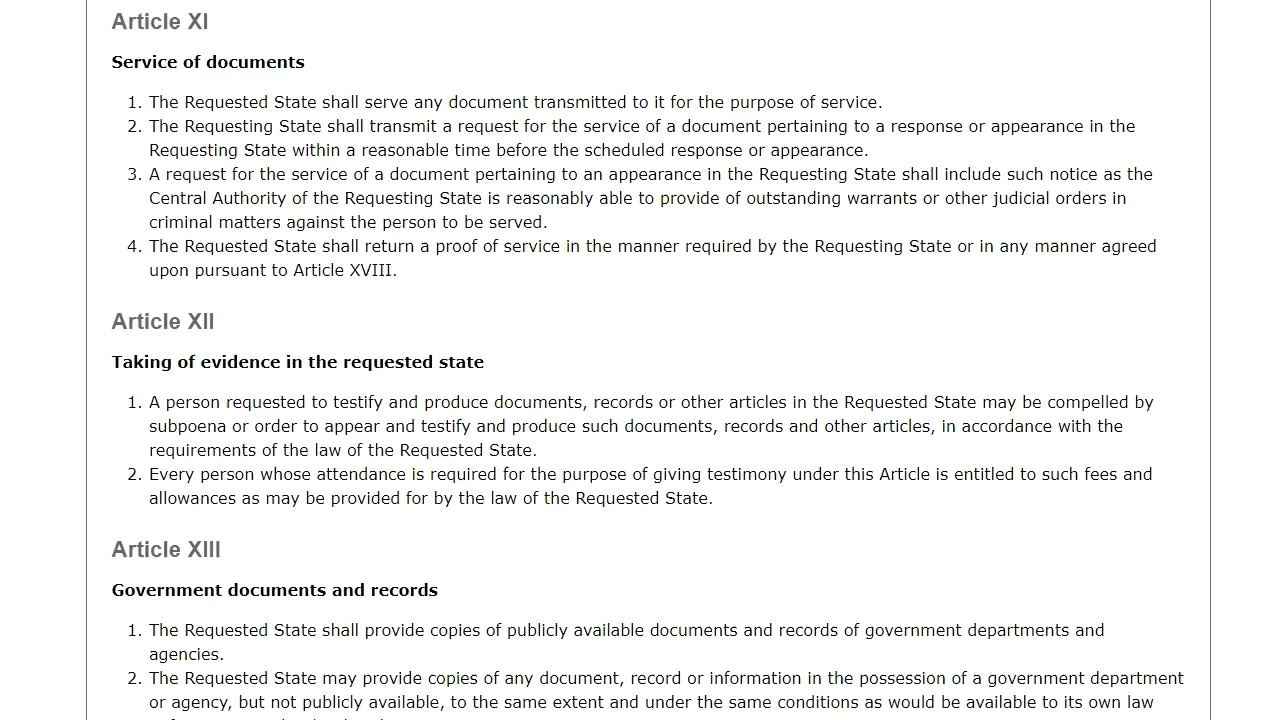 Article XI
Service of documents
1. The Requested State shall serve any document transmitted to it for the purpose of service.
2. The Requesting State shall transmit a request for the service of a document pertaining to a response or appearance in the
Requesting State within a reasonable time before the scheduled response or appearance.
3. A request for the service of a document pertaining to an appearance in the Requesting State shall include such notice as the
Central Authority of the Requesting State is reasonably able to provide of outstanding warrants or other judicial orders in
criminal matters against the person to be served.
4. The Requested State shall return a proof of service in the manner required by the Requesting State or in any manner agreed
upon pursuant to Article XVIII.
Article XII
Taking of evidence in the requested state
1. A person requested to testify and produce documents, records or other articles in the Requested State may be compelled by
subpoena or order to appear and testify and produce such documents, records and other articles, in accordance with the
requirements of the law of the Requested State.
2. Every person whose attendance is required for the purpose of giving testimony under this Article is entitled to such fees and
allowances as may be provided for by the law of the Requested State.
Article XIII
Government documents and records
1. The Requested State shall provide copies of publicly available documents and records of government departments and
agencies.
2. The Requested State may provide copies of any document, record or information in the possession of a government department
or agency, but not publicly available, to the same extent and under the same conditions as would be available to its own law